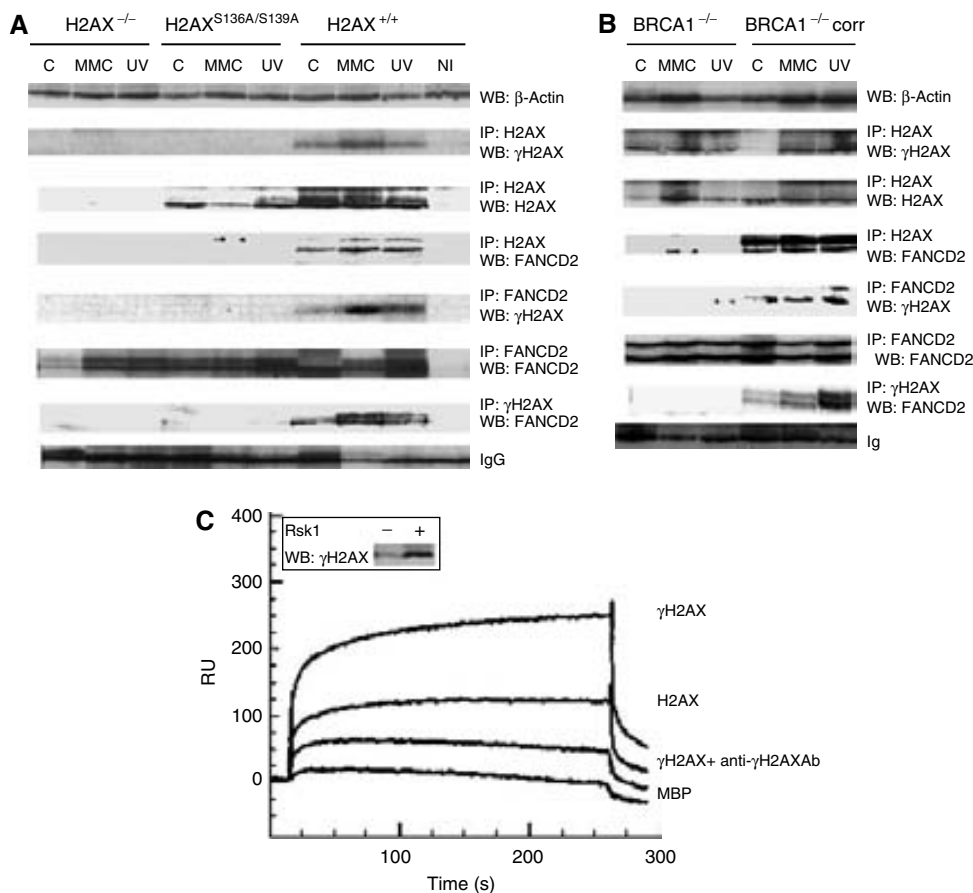 A
H2AX −/− H2AX S136A/S139A H2AX +/+
C MMC UV C MMC UV C MMC UV NI
WB: β-Actin
IP: H2AX
WB: γH2AX
IP: H2AX
WB: H2AX
IP: H2AX
WB: FANCD2
IP: FANCD2
WB: γH2AX
IP: FANCD2
WB: FANCD2
IP: γH2AX
WB: FANCD2
IgG
B
BRCA1 −/− BRCA1 −/− corr
C MMC UV C MMC UV
WB: β-Actin
IP: H2AX
WB: γH2AX
IP: H2AX
WB: H2AX
IP: H2AX
WB: FANCD2
IP: FANCD2
WB: γH2AX
IP: FANCD2
WB: FANCD2
IP: γH2AX
WB: FANCD2
Ig
C
Rsk1 − +
WB: γH2AX
400
300
200
100
0
RU
γH2AX
H2AX
γH2AX+ anti-γH2AXAb
MBP
100 200 300
Time (s)